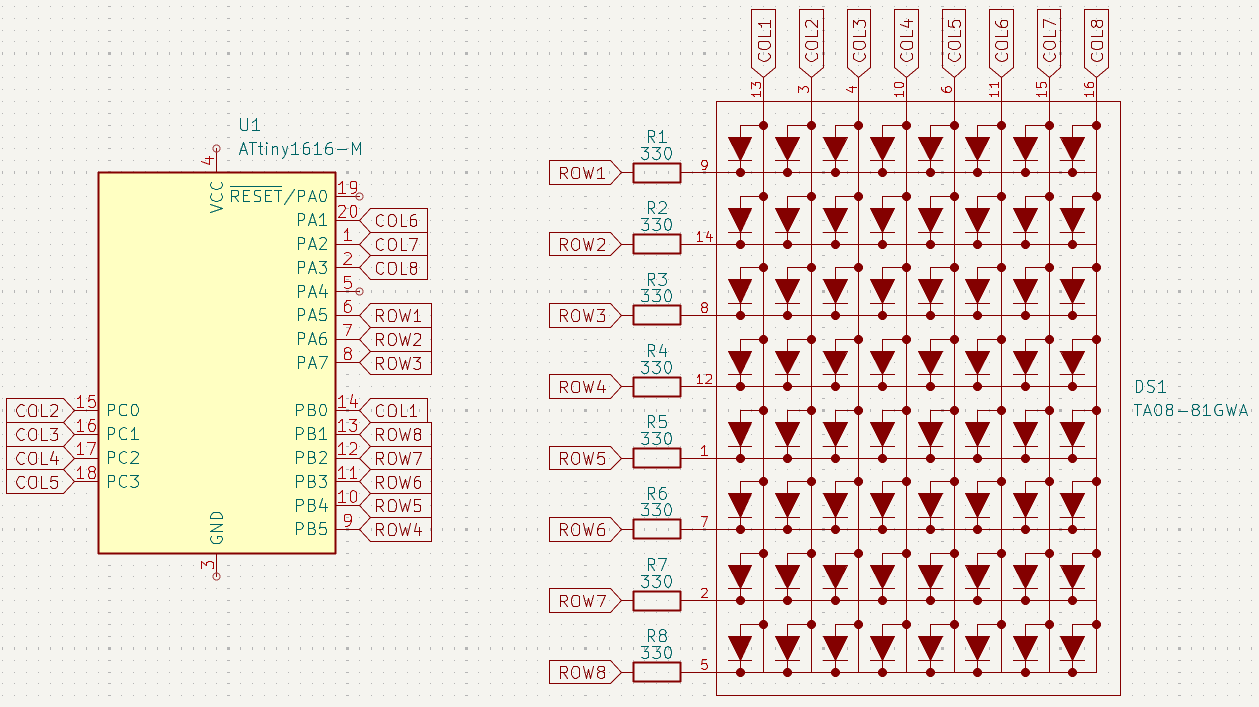 U1
ATtiny1616-M
4
VCC
RESET/PA0
19
PA1
20
COL6
PA2
1
COL7
PA3
2
COL8
PA4
5
PA5
6
ROW1
PA6
7
ROW2
PA7
8
ROW3
COL2
15
PC0
PB0
14
COL1
COL3
16
PC1
PB1
13
ROW8
COL4
17
PC2
PB2
12
ROW7
COL5
18
PC3
PB3
11
ROW6
PB4
10
ROW5
PB5
9
ROW4
GND
3
COL1
COL2
COL3
COL4
COL5
COL6
COL7
COL8
13
3
4
10
6
11
15
16
R1
330
ROW1
9
R2
330
ROW2
14
R3
330
ROW3
8
R4
330
ROW4
12
R5
330
ROW5
1
R6
330
ROW6
7
R7
330
ROW7
2
R8
330
ROW8
5
DS1
TA08-81GWA